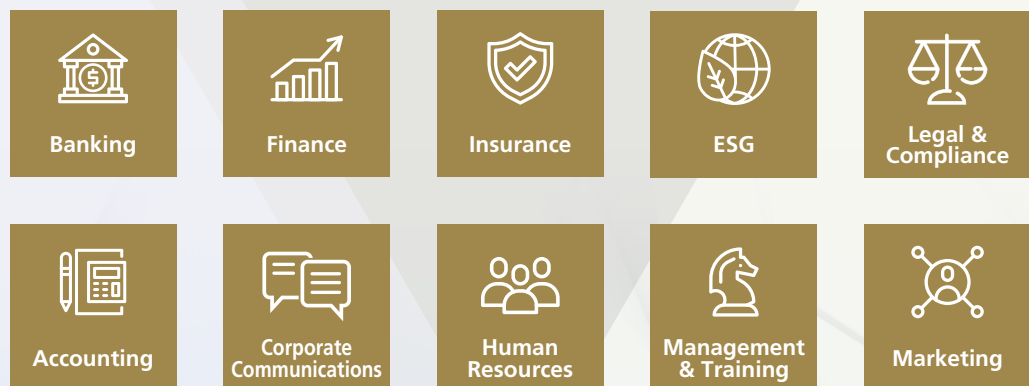 Banking
Finance
Insurance
ESG
Legal &
Compliance
Accounting
Corporate
Communications
Human
Resources
Management
& Training
Marketing